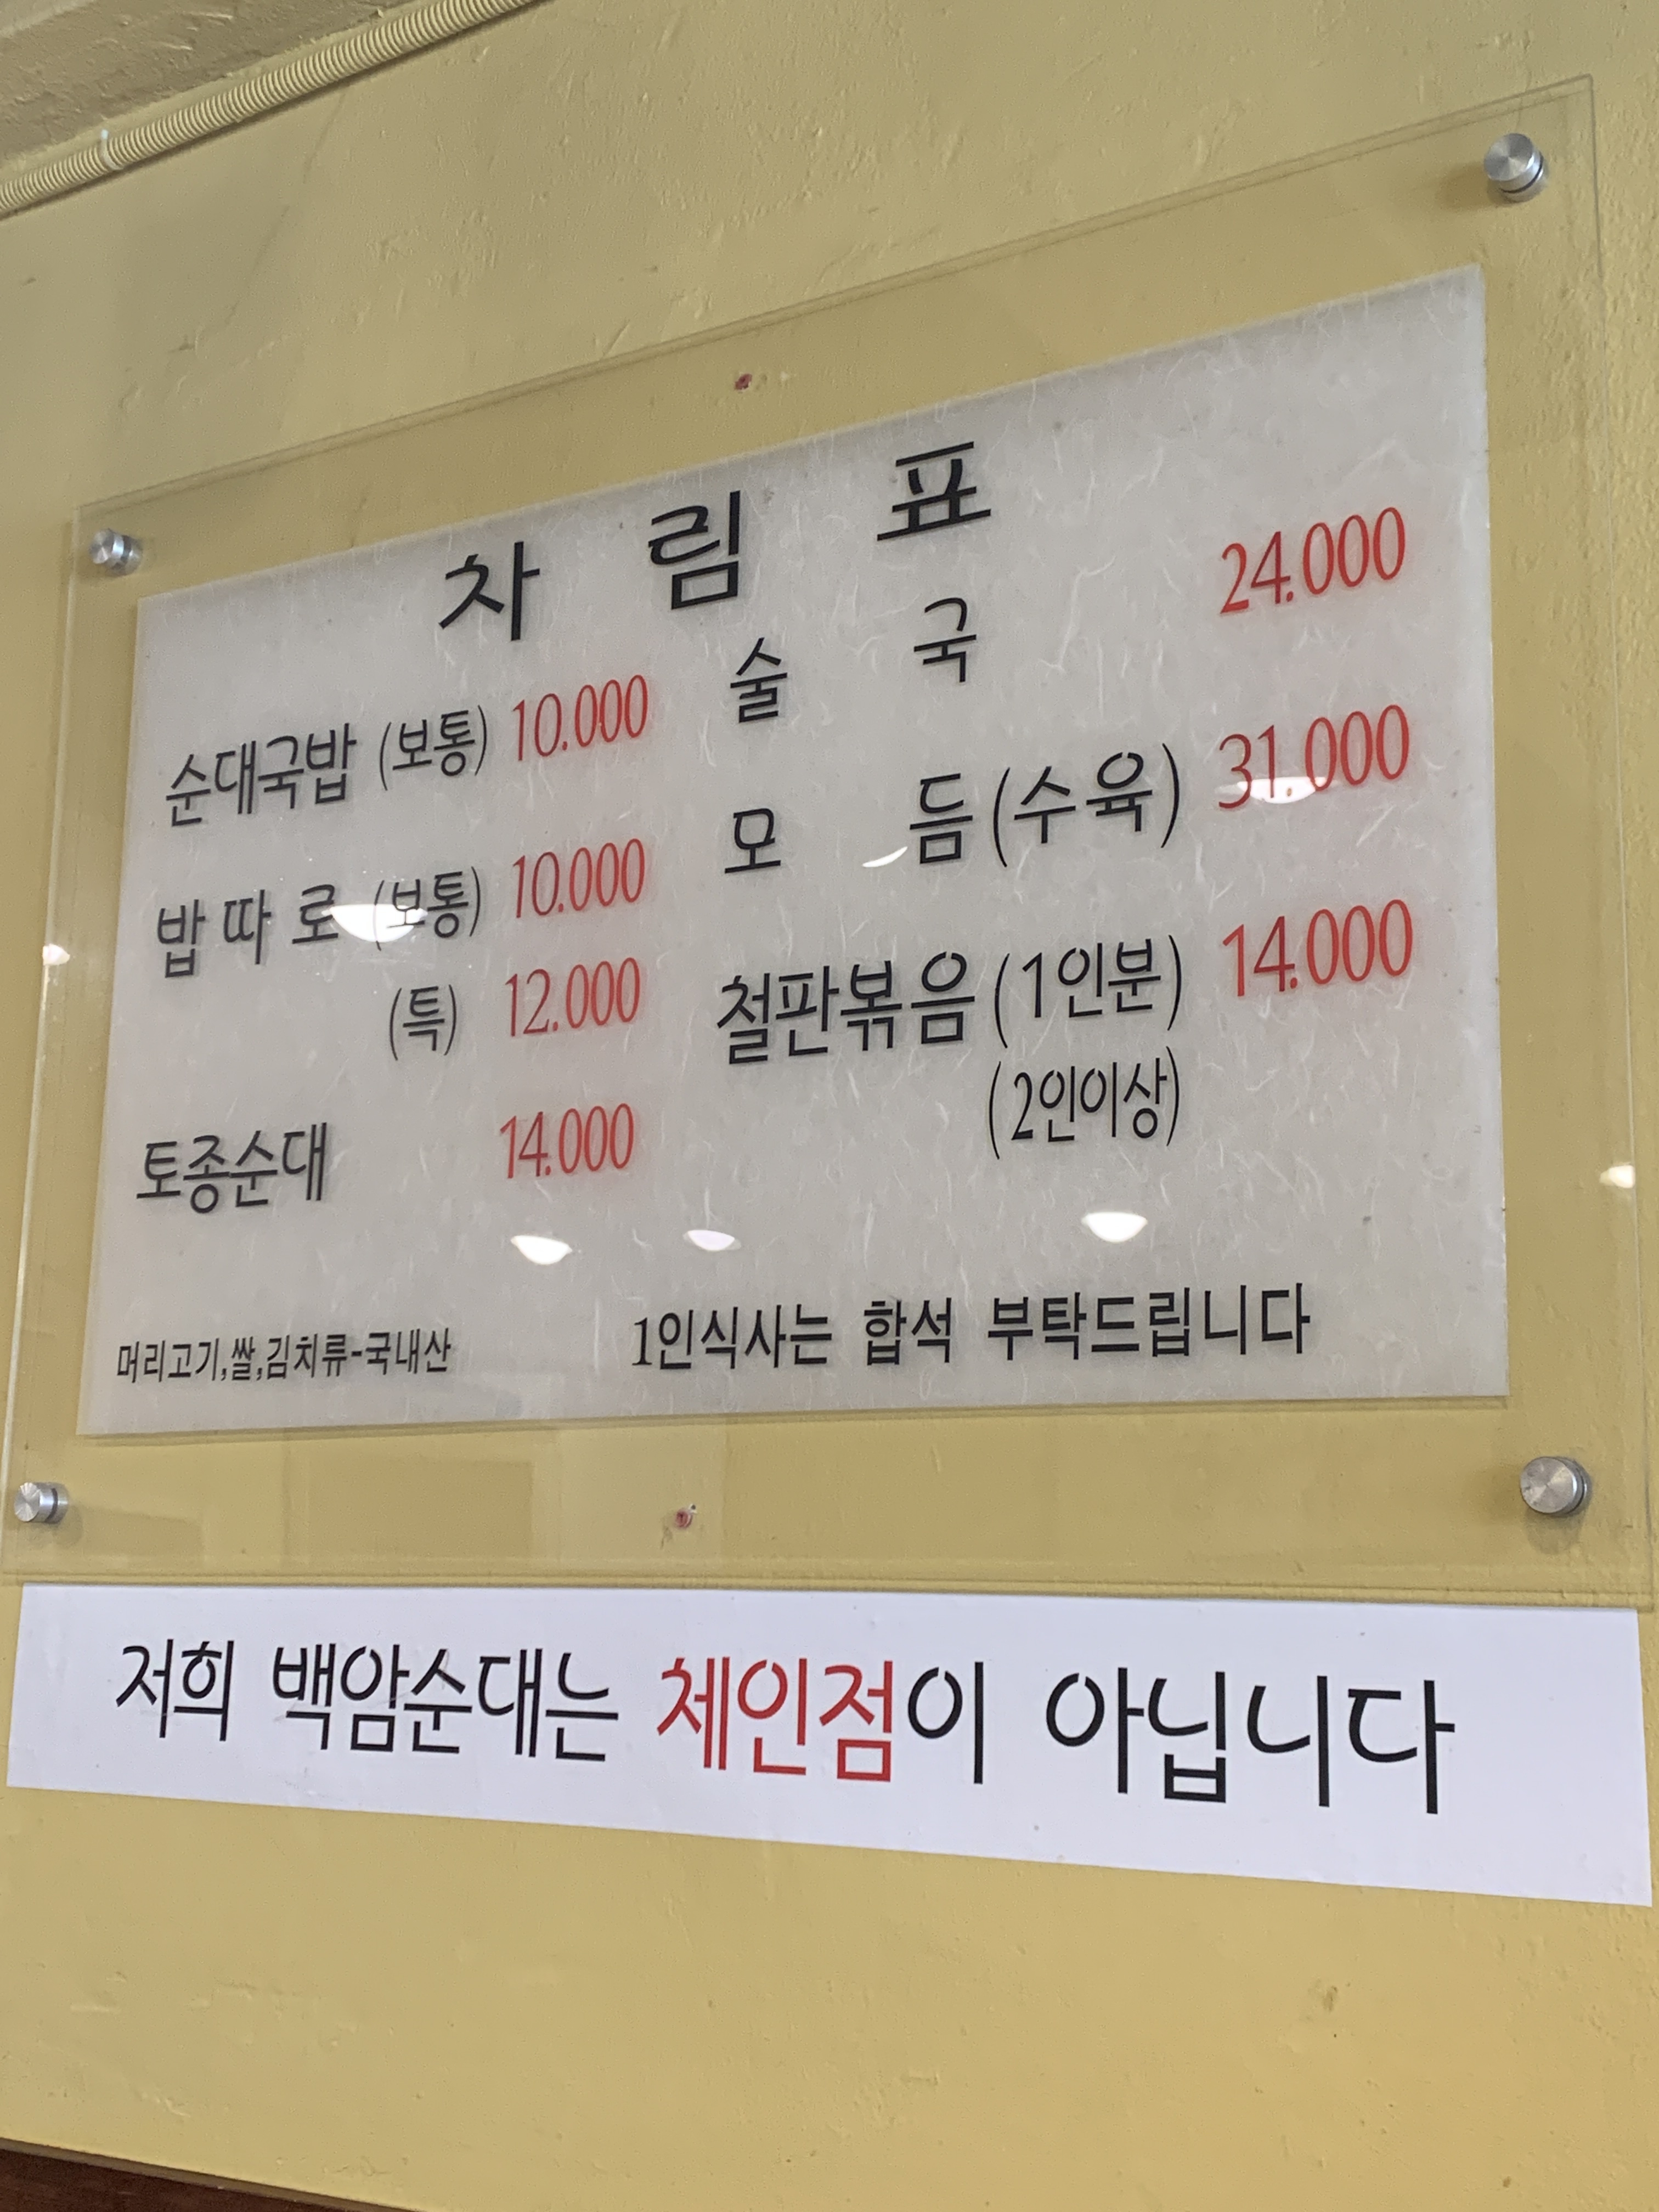 차 림 표
순대국밥 (보통) 10.000
밥 따 로 (보통) 10.000
(특) 12.000
토종순대 14.000
술 국 24.000
모 듬 (수육) 31.000
철판볶음 (1인분) 14.000
(2인이상)
머리고기,쌀,김치류-국내산
1인식사는 합석 부탁드립니다
저희 백암순대는 체인점이 아닙니다